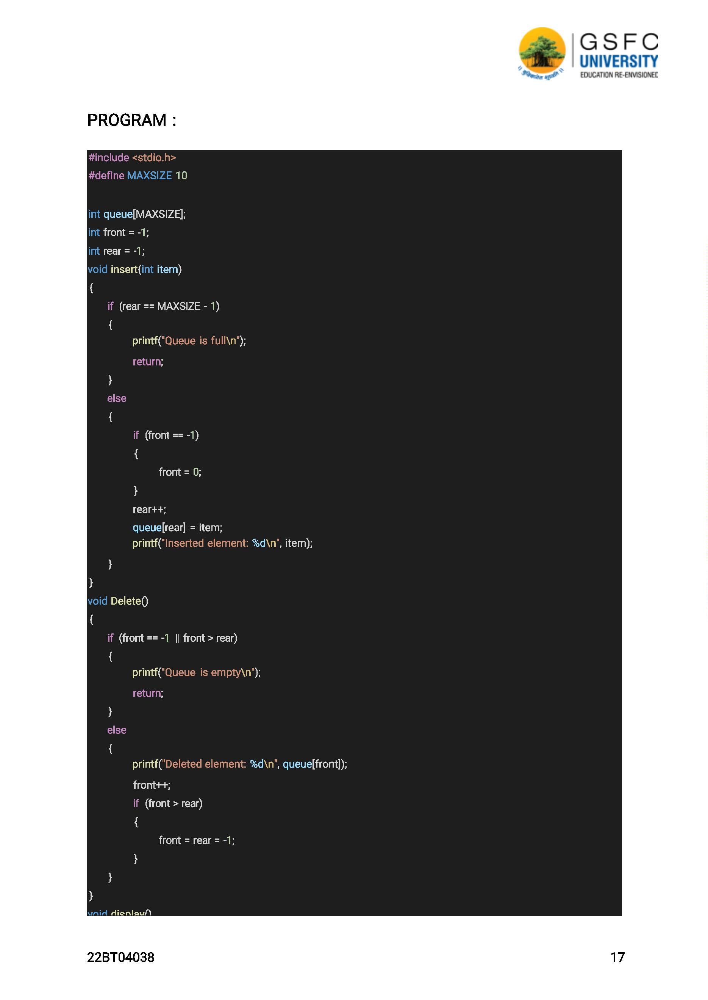 GSFC
UNIVERSITY
EDUCATION RE-ENVISIONED
PROGRAM :
#include <stdio.h>
#define MAXSIZE 10
int queue[MAXSIZE];
int front = -1;
int rear = -1;
void insert(int item)
{
if (rear == MAXSIZE - 1)
{
printf("Queue is full\n");
return;
}
else
{
if (front == -1)
{
front = 0;
}
rear++;
queue[rear] = item;
printf("Inserted element: %d\n", item);
}
}
void Delete()
{
if (front == -1 || front > rear)
{
printf("Queue is empty\n");
return;
}
else
{
printf("Deleted element: %d\n", queue[front]);
front++;
if (front > rear)
{
front = rear = -1;
}
}
}
void display()
22BT04038
17